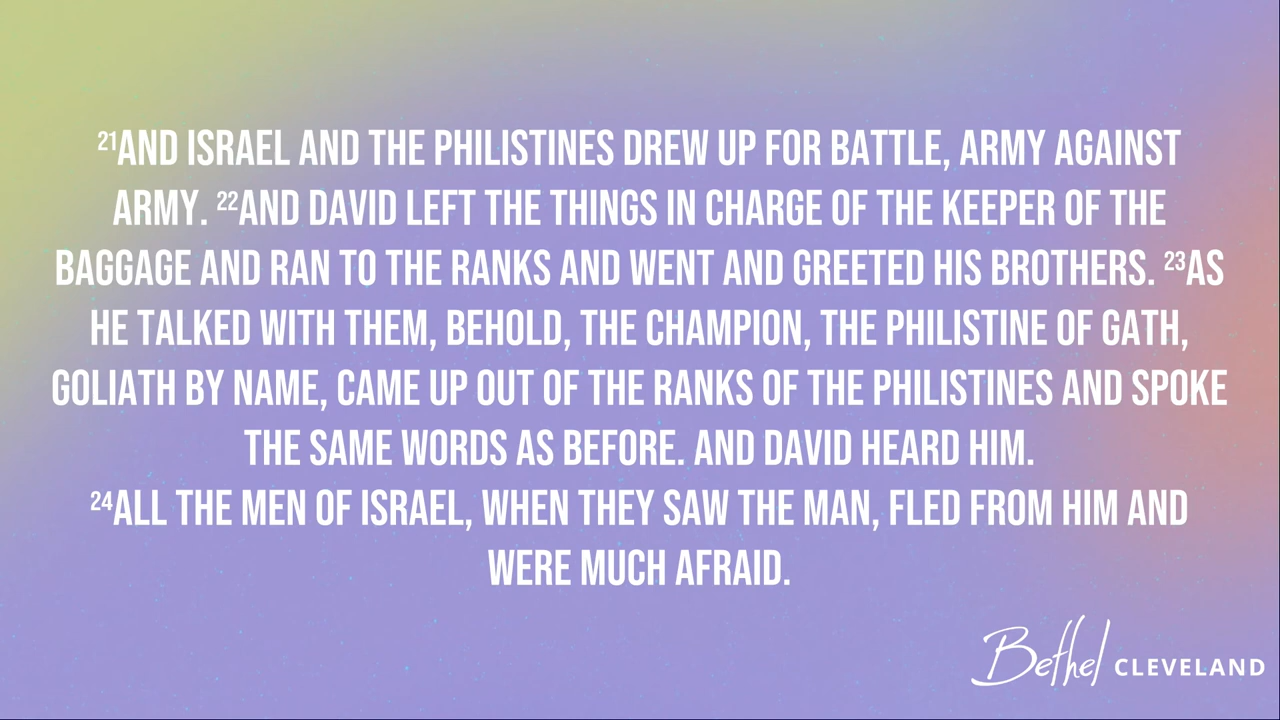 ²¹AND ISRAEL AND THE PHILISTINES DREW UP FOR BATTLE, ARMY AGAINST
ARMY. ²²AND DAVID LEFT THE THINGS IN CHARGE OF THE KEEPER OF THE
BAGGAGE AND RAN TO THE RANKS AND WENT AND GREETED HIS BROTHERS. ²³AS
HE TALKED WITH THEM, BEHOLD, THE CHAMPION, THE PHILISTINE OF GATH,
GOLIATH BY NAME, CAME UP OUT OF THE RANKS OF THE PHILISTINES AND SPOKE
THE SAME WORDS AS BEFORE. AND DAVID HEARD HIM.
²⁴ALL THE MEN OF ISRAEL, WHEN THEY SAW THE MAN, FLED FROM HIM AND
WERE MUCH AFRAID.
Bethel CLEVELAND